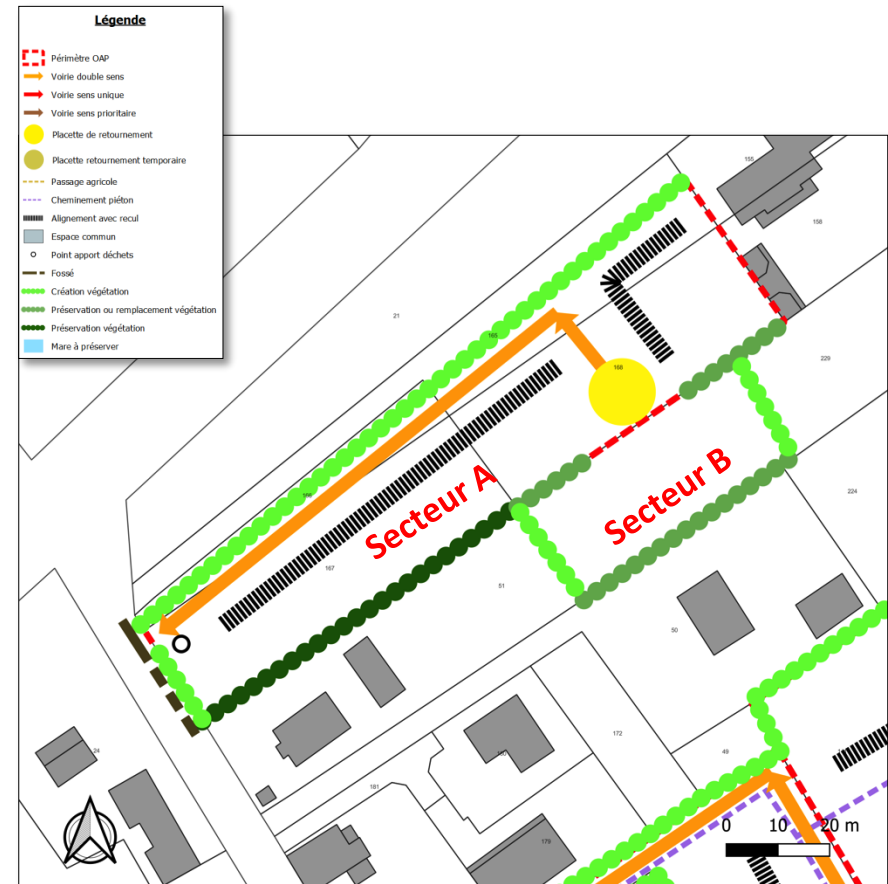 Légende
Périmètre OAP
Voirie double sens
Voirie sens unique
Voirie sens prioritaire
Placette de retournement
Placette retournement temporaire
Passage agricole
Cheminement piéton
Alignement avec recul
Espace commun
Point apport déchets
Fossé
Création végétation
Préservation ou remplacement végétation
Préservation végétation
Mare à préserver
155
156
21
165
168
229
Secteur A
Secteur B
166
224
167
51
50
172
24
49
181
179
0 10 20 m